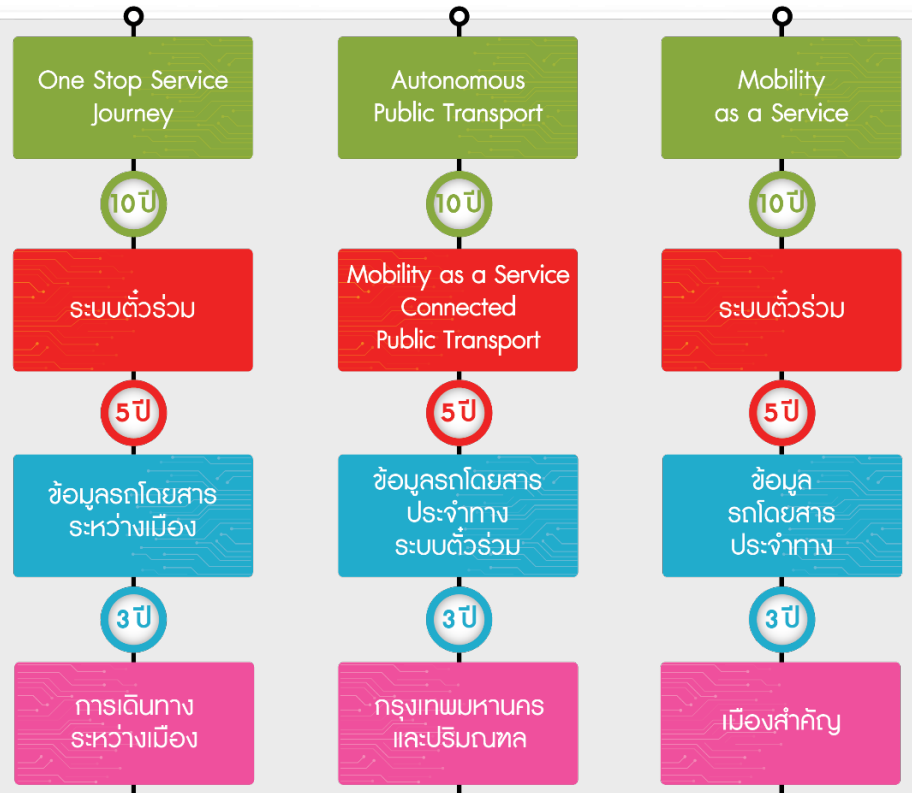 One Stop Service
Journey
Autonomous
Public Transport
Mobility
as a Service
10 ปี
10 ปี
10 ปี
ระบบตั๋วร่วม
Mobility as a Service
Connected
Public Transport
ระบบตั๋วร่วม
5 ปี
5 ปี
5 ปี
ข้อมูลรถโดยสาร
ระหว่างเมือง
ข้อมูลรถโดยสาร
ประจำทาง
ระบบตั๋วร่วม
ข้อมูล
รถโดยสาร
ประจำทาง
3 ปี
3 ปี
3 ปี
การเดินทาง
ระหว่างเมือง
กรุงเทพมหานคร
และปริมณฑล
เมืองสำคัญ